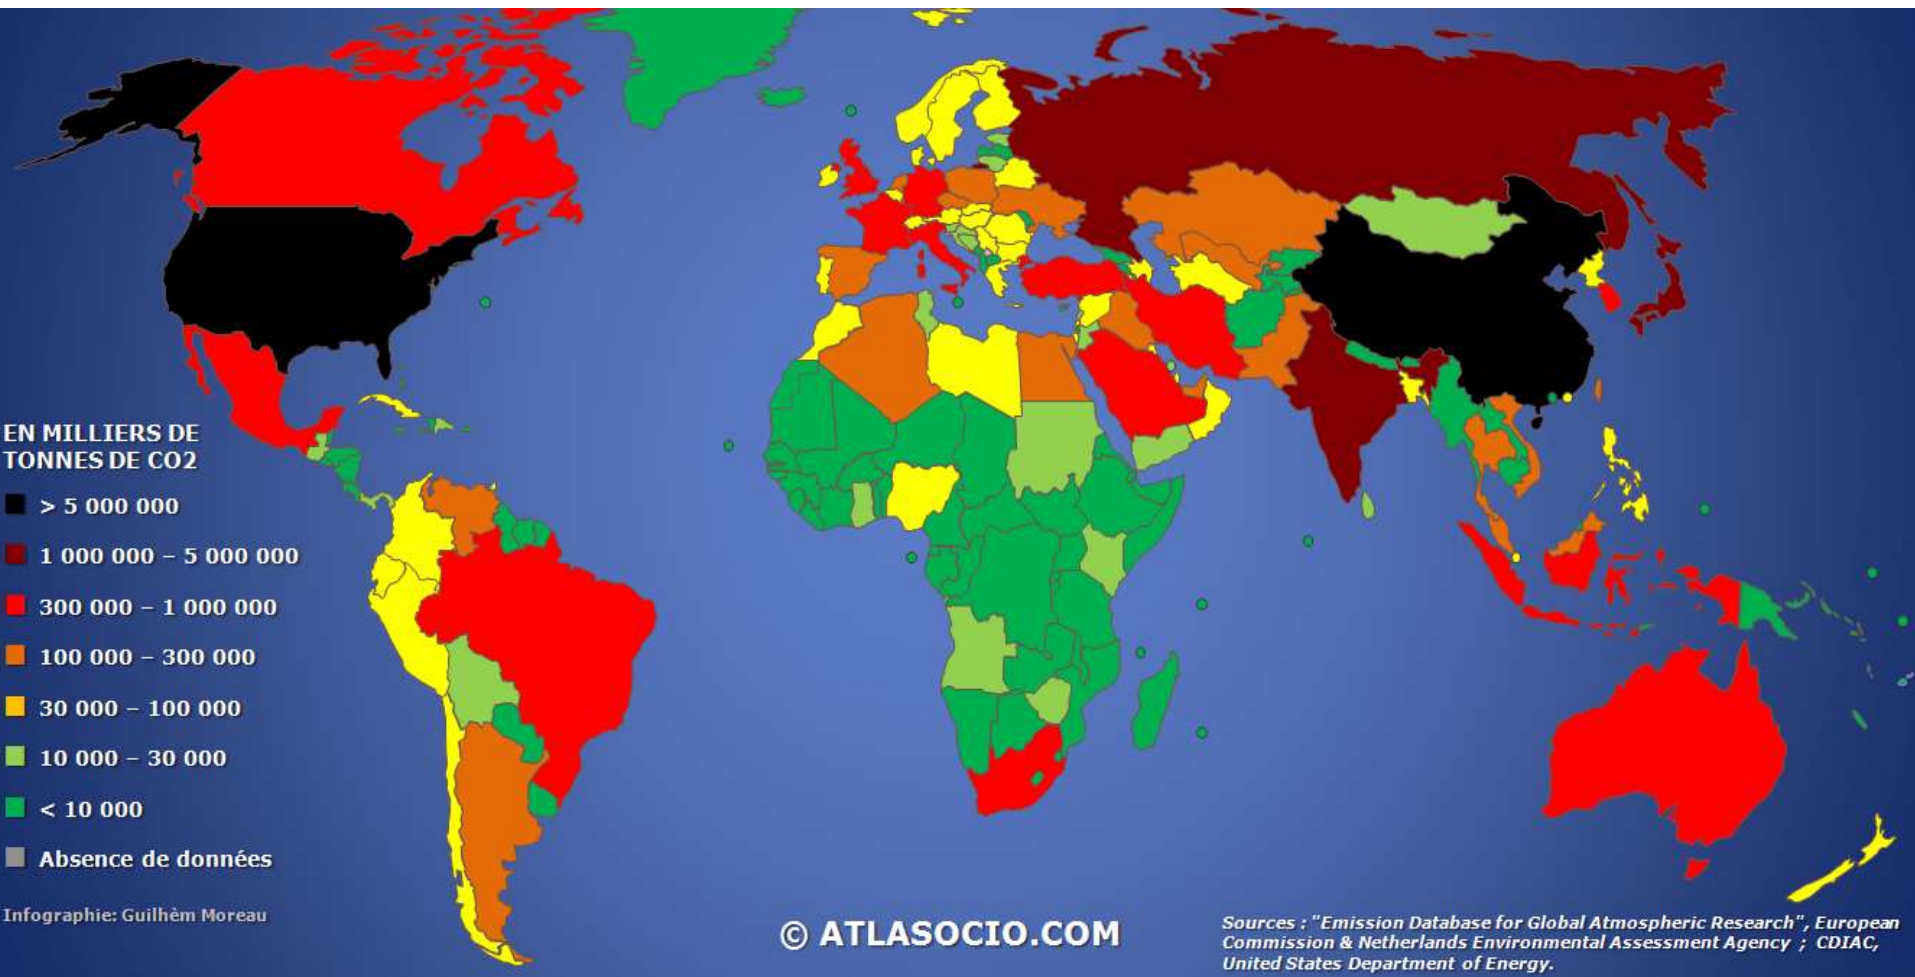 EN MILLIERS DE
TONNES DE CO2
> 5 000 000
1 000 000 – 5 000 000
300 000 – 1 000 000
100 000 – 300 000
30 000 – 100 000
10 000 – 30 000
< 10 000
Absence de données
Infographie: Guilhèm Moreau
© ATLASOCIO.COM
Sources : "Emission Database for Global Atmospheric Research", European
Commission & Netherlands Environmental Assessment Agency ; CDIAC,
United States Department of Energy.